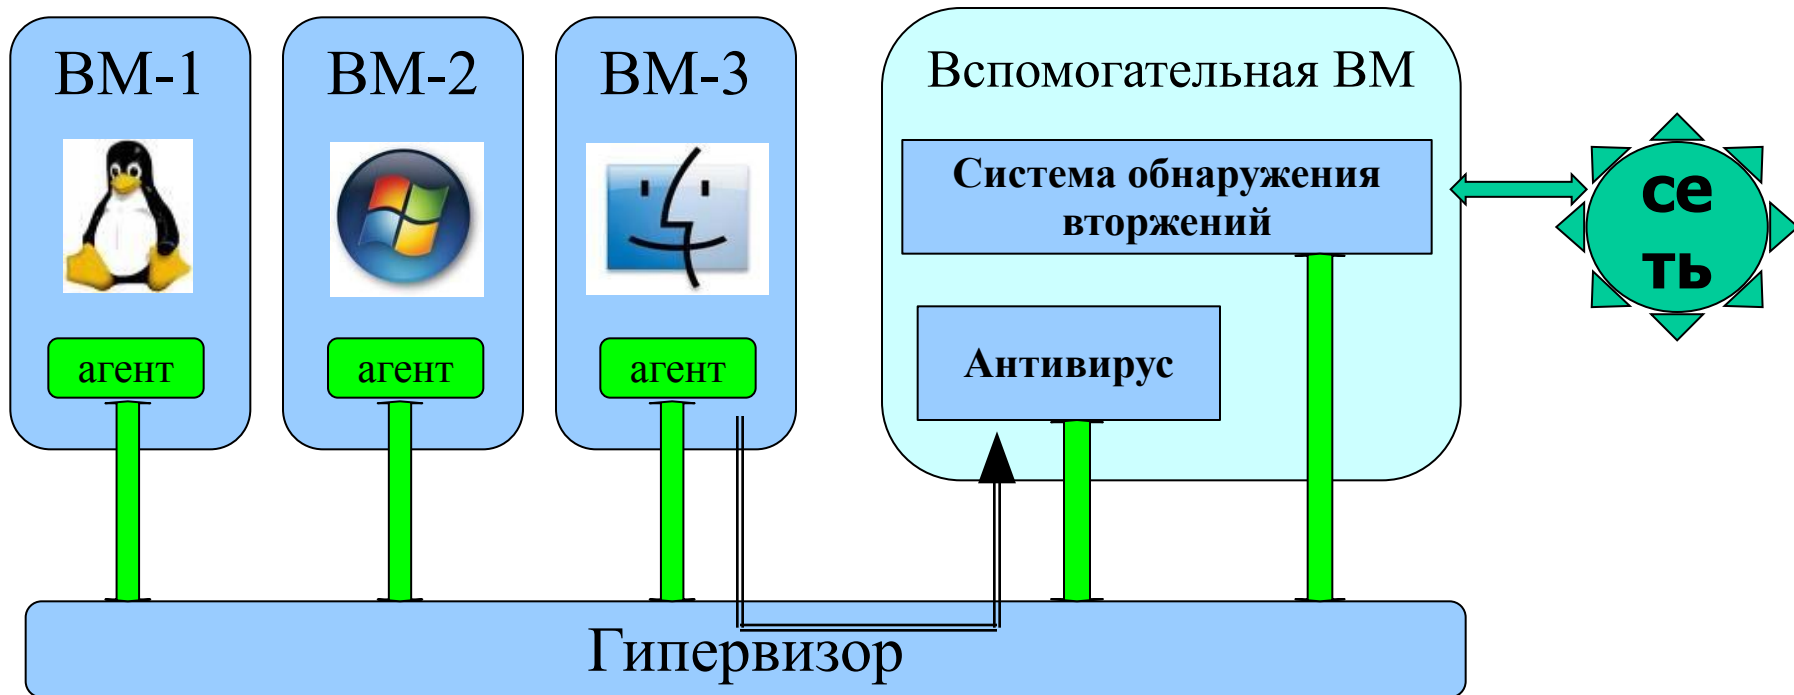 ВМ-1
ВМ-2
ВМ-3
Вспомогательная ВМ
Система обнаружения
вторжений
се
ть
Антивирус
агент
агент
агент
Гипервизор